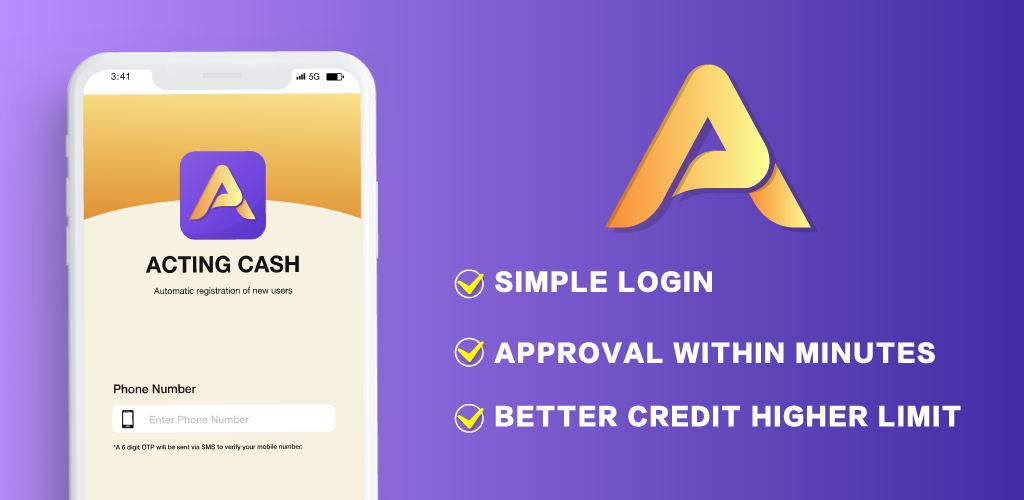 3:41
5G
ACTING CASH
Automatic registration of new users
Phone Number
Enter Phone Number
*A 6 digit OTP will be sent via SMS to verify your mobile number.
SIMPLE LOGIN
APPROVAL WITHIN MINUTES
BETTER CREDIT HIGHER LIMIT